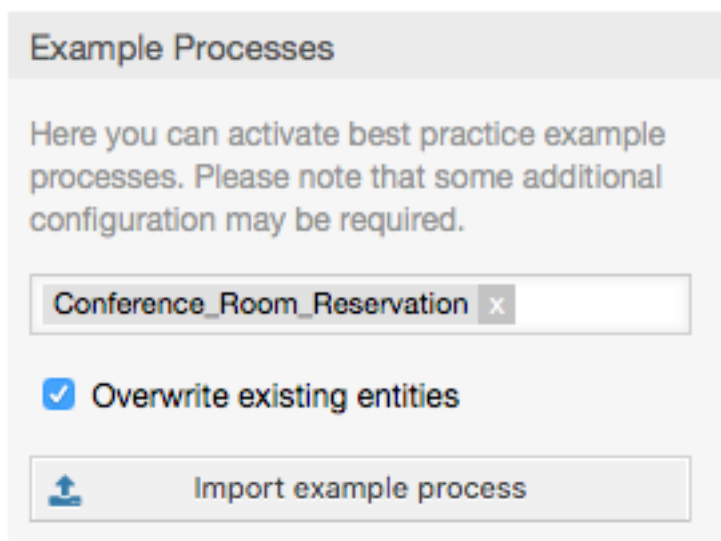 Example Processes
Here you can activate best practice example
processes. Please note that some additional
configuration may be required.
Conference_Room_Reservation x
Overwrite existing entities
Import example process